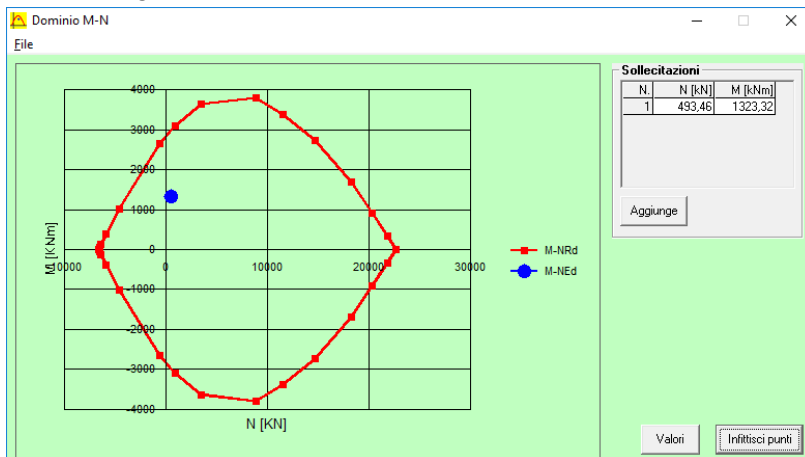 Dominio M-N
File
4000
3000
2000
1000
0
-10000
0
10000
20000
30000
-1000
-2000
-3000
-4000
M [KNm]
N [KN]
M-NRd
M-NEd
Sollecitazioni
N. N [kN] M [kNm]
1 493,46 1323,32
Aggiunge
Valori
Infittisci punti